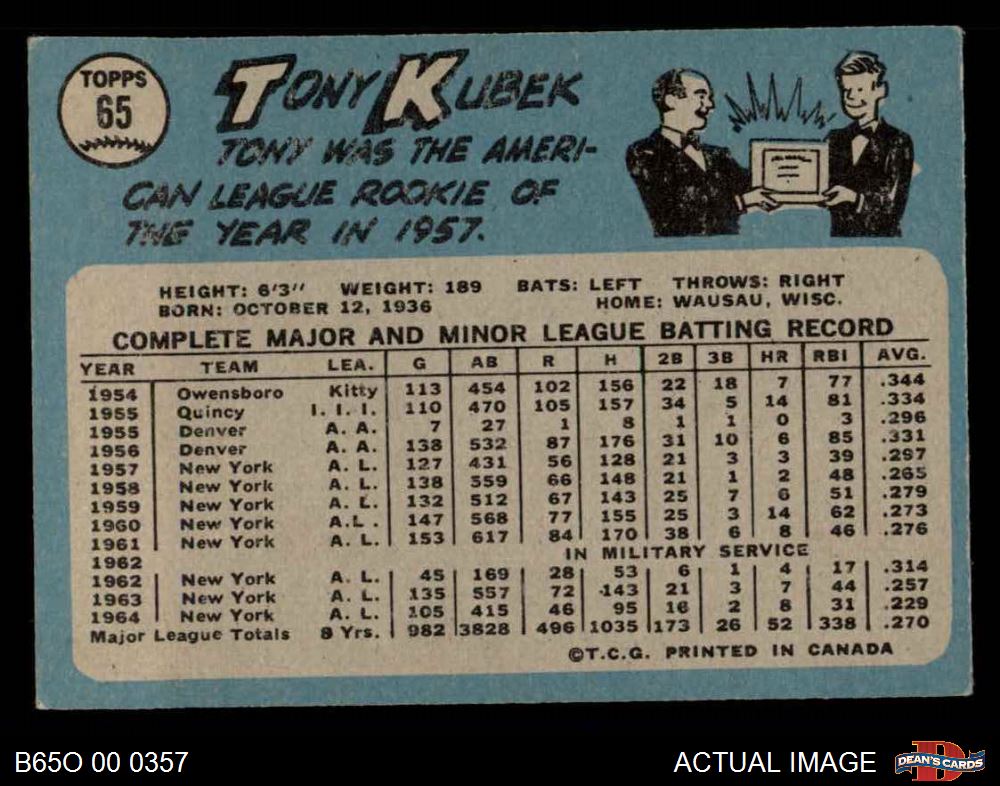 TOPPS
65
TONY KUBEK
TONY WAS THE AMERI-
CAN LEAGUE ROOKIE OF
THE YEAR IN 1957.
HEIGHT: 6'3" WEIGHT: 189 BATS: LEFT THROWS: RIGHT
BORN: OCTOBER 12, 1936 HOME: WAUSAU, WISC.
COMPLETE MAJOR AND MINOR LEAGUE BATTING RECORD
YEAR TEAM LEA. G AB R H 2B 3B HR RBI AVG.
1954 Owensboro Kitty 113 454 102 156 22 18 7 77 .344
1955 Quincy I. I. I. 110 470 105 157 34 5 14 81 .334
1955 Denver A. A. 7 27 1 8 1 1 0 3 .296
1956 Denver A. A. 138 532 87 176 31 10 6 85 .331
1957 New York A. L. 127 431 56 128 21 3 3 39 .297
1958 New York A. L. 138 559 66 148 21 1 2 48 .265
1959 New York A. L. 132 512 67 143 25 7 6 51 .279
1960 New York A.L. 147 568 77 155 25 3 14 62 .273
1961 New York A. L. 153 617 84 170 38 6 8 46 .276
1962 IN MILITARY SERVICE
1962 New York A. L. 45 169 28 53 6 1 4 17 .314
1963 New York A. L. 135 557 72 143 21 3 7 44 .257
1964 New York A. L. 105 415 46 95 16 2 8 31 .229
Major League Totals 8 Yrs. 982 3828 496 1035 173 26 52 338 .270
©T.C.G. PRINTED IN CANADA
B65O 00 0357
ACTUAL IMAGE
DEAN'S CARDS